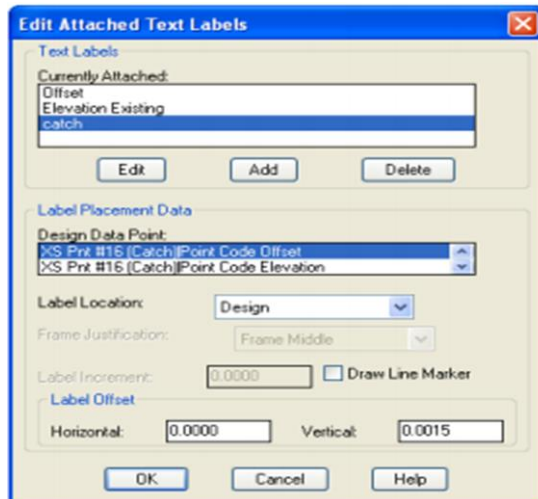 Edit Attached Text Labels
Text Labels
Currently Attached:
Offset
Elevation Existing
catch
Edit Add Delete
Label Placement Data
Design Data Point:
XS Pnt #16 (Catch)|Point Code Offset
XS Pnt #16 (Catch)|Point Code Elevation
Label Location: Design
Frame Justification: Frame Middle
Label Increment: 0.0000 Draw Line Marker
Label Offset
Horizontal: 0.0000 Vertical: 0.0015
OK Cancel Help